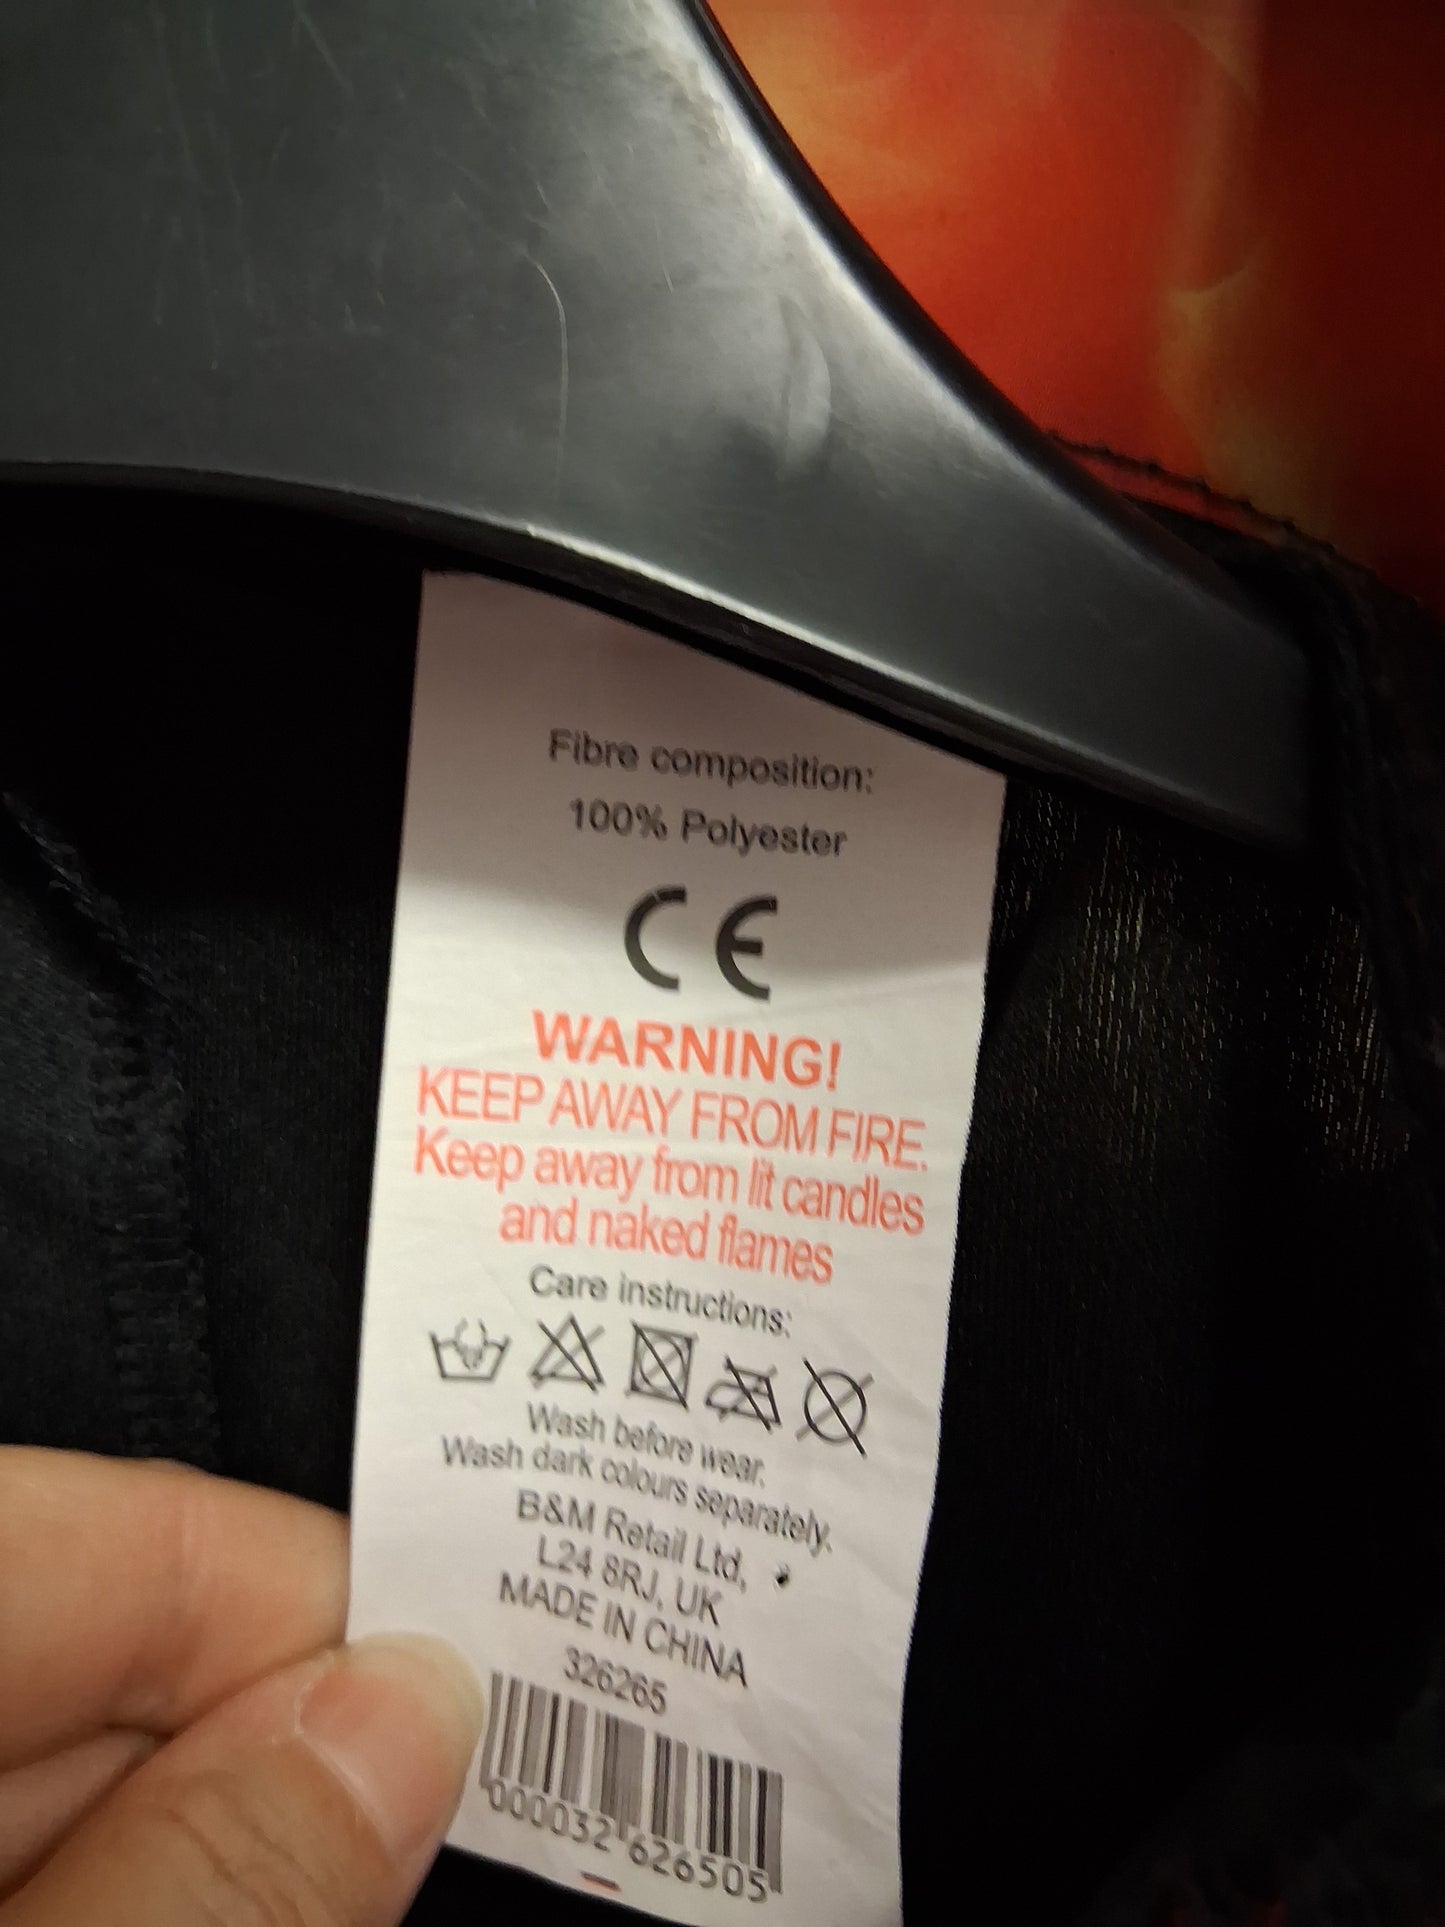 Fibre composition:
100% Polyester
CE
WARNING!
KEEP AWAY FROM FIRE.
Keep away from lit candles
and naked flames
Care instructions:
Wash before wear.
Wash dark colours separately.
B&M Retail Ltd,
L24 8RJ, UK
MADE IN CHINA
326265
000032 626505